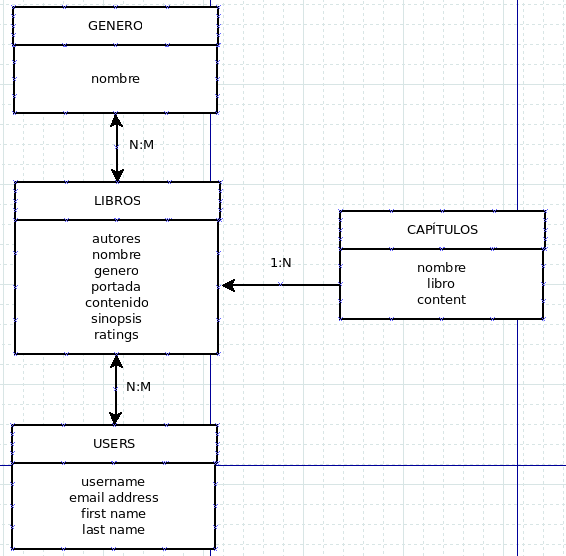 GENERO
nombre
N:M
LIBROS
autores
nombre
genero
portada
contenido
sinopsis
ratings
1:N
CAPÍTULOS
nombre
libro
content
N:M
USERS
username
email address
first name
last name